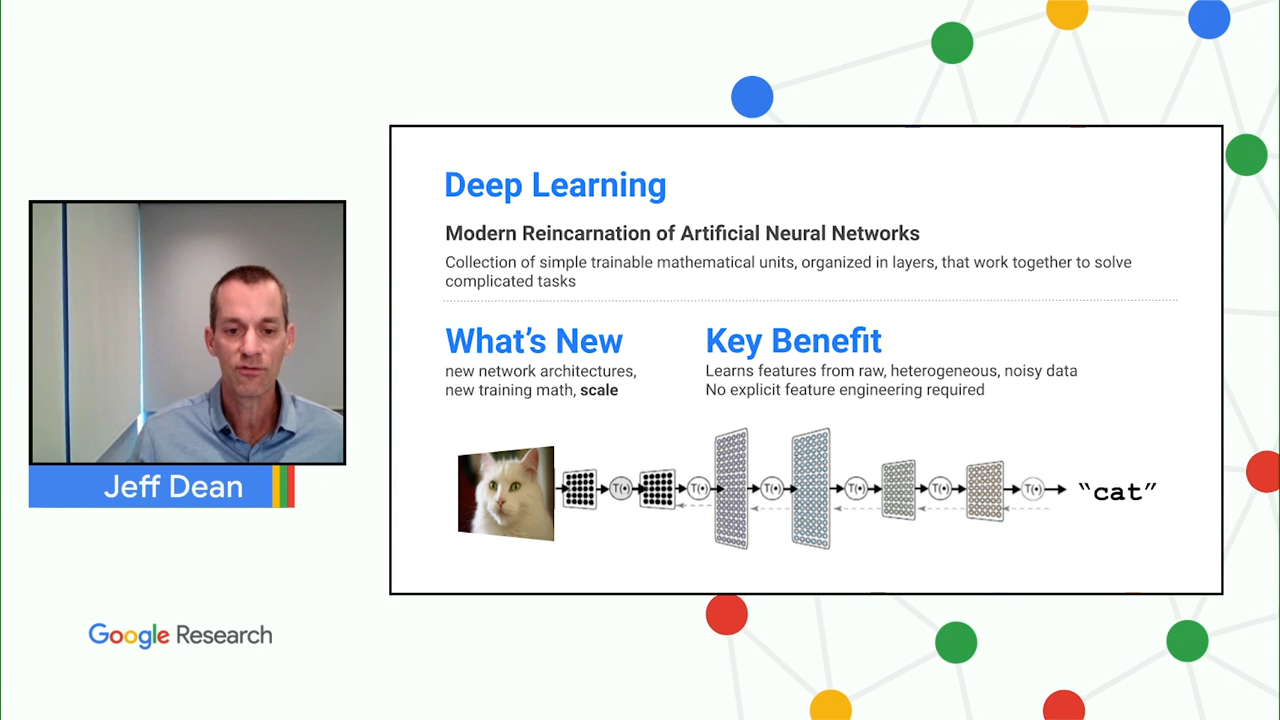 Deep Learning
Modern Reincarnation of Artificial Neural Networks
Collection of simple trainable mathematical units, organized in layers, that work together to solve
complicated tasks
What's New
new network architectures,
new training math, scale
Key Benefit
Learns features from raw, heterogeneous, noisy data
No explicit feature engineering required
T(•)
T(•)
T(•)
T(•)
T(•)
T(•)
"cat"
Jeff Dean
Google Research